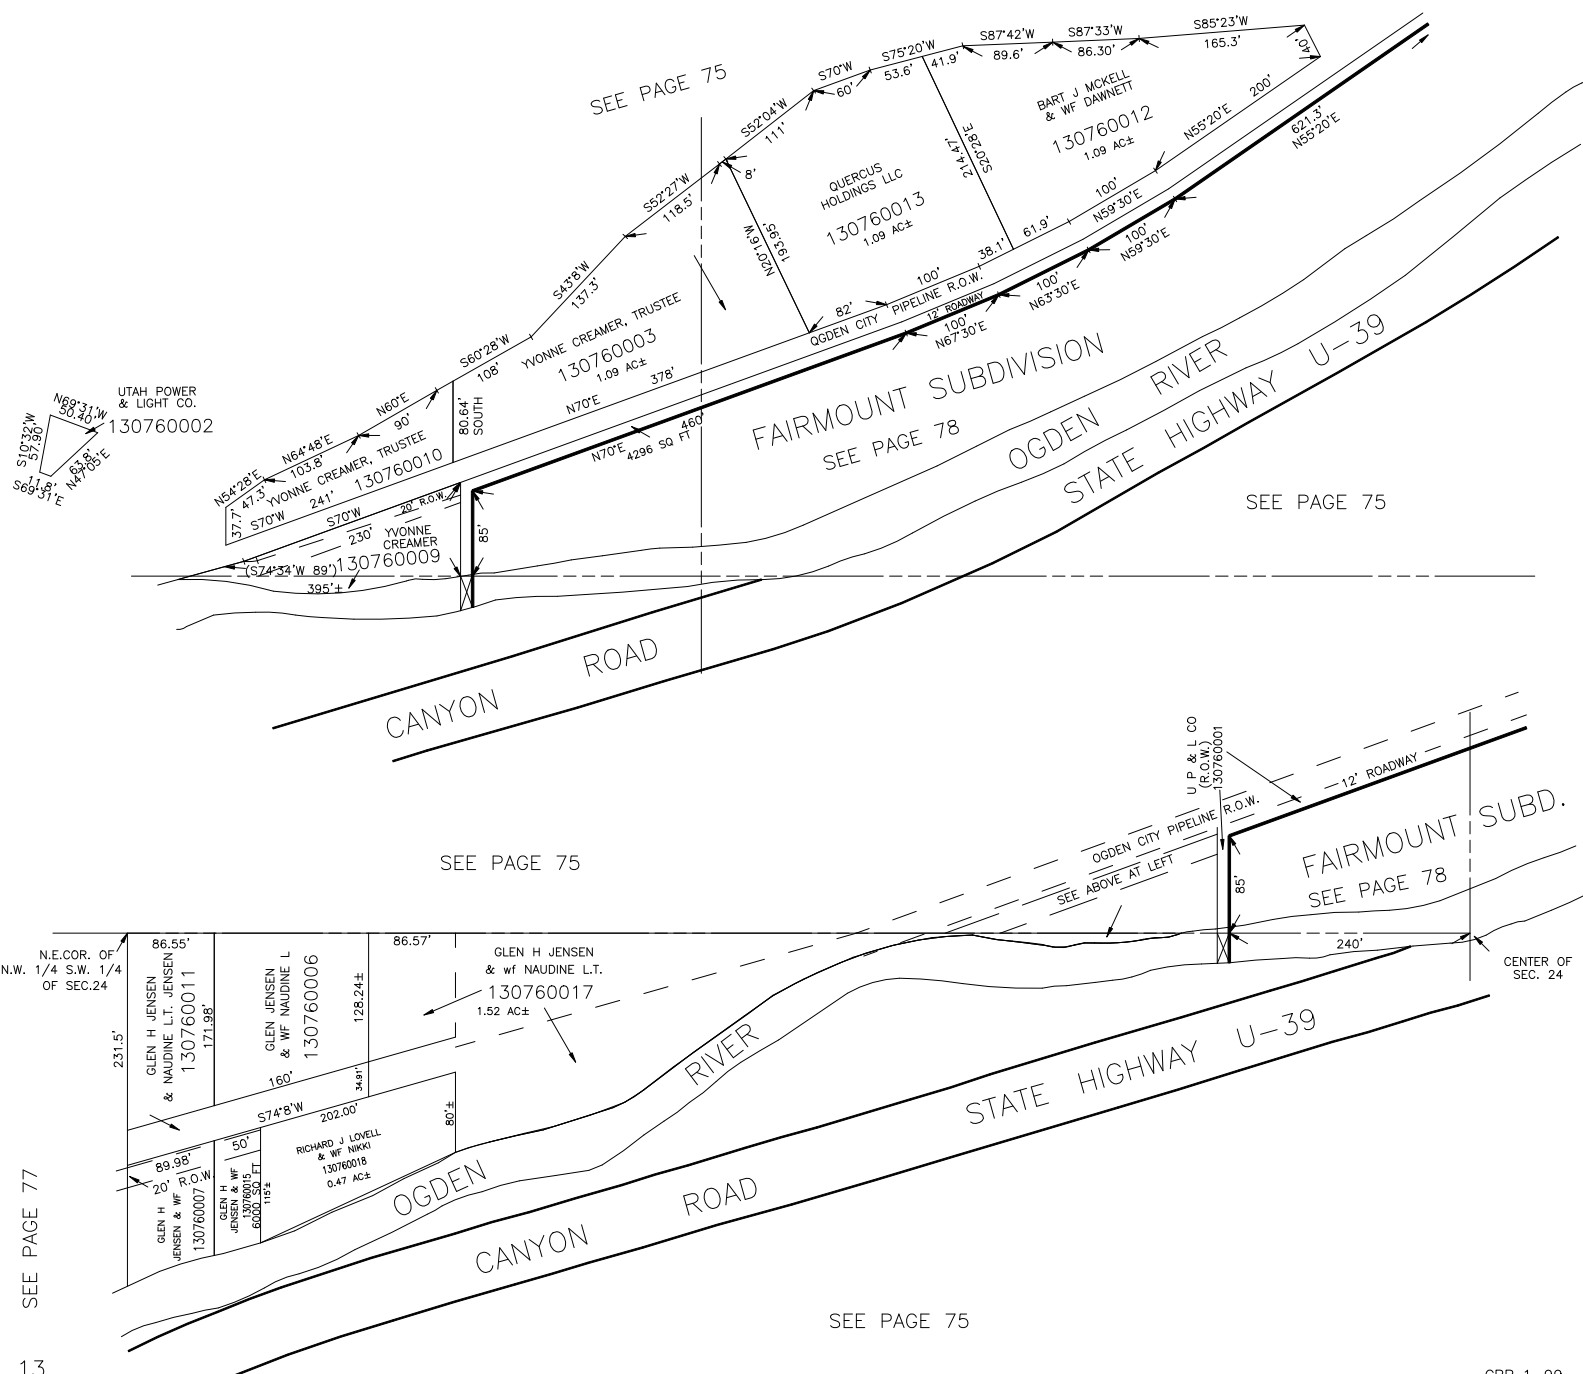 SEE PAGE 75
S70°W
60'
S75°20'W
53.6'
41.9'
S87°42'W
89.6'
S87°33'W
86.30'
S85°23'W
165.3'
40'
200'
N55°20'E
621.3'
N55°20'E
S52°04'W
111'
8'
S52°27'W
118.5'
S43°8'W
137.3'
S60°28'W
108'
N60°E
90'
N64°48'E
103.8'
N54°28'E
47.3'
37.7'
BART J MCKELL
& WF DAWNETT
130760012
1.09 AC±
QUERCUS
HOLDINGS LLC
130760013
1.09 AC±
214.47'
S20°28'E
N20°16'W
193.95'
YVONNE CREAMER, TRUSTEE
130760003
1.09 AC±
378'
N70°E
82'
100'
38.1'
61.9'
100'
N59°30'E
OGDEN CITY PIPELINE R.O.W.
12' ROADWAY
100'
N67°30'E
100'
N63°30'E
100'
N59°30'E
460'
N70°E
4296 SQ FT
80.64'
SOUTH
UTAH POWER
& LIGHT CO.
130760002
N69°31'W
50.40'
S10°32'W
57.90'
63.8'
N47°05'E
11.8'
S69°31'E
YVONNE CREAMER, TRUSTEE
130760010
S70°W 241'
S70°W
20' R.O.W.
230'
YVONNE
CREAMER
130760009
(S74°34'W 89')
395'±
85'
FAIRMOUNT SUBDIVISION
SEE PAGE 78
OGDEN RIVER
STATE HIGHWAY U-39
SEE PAGE 75
CANYON ROAD
U P & L CO
(R.O.W.)
130760001
12' ROADWAY
OGDEN CITY PIPELINE R.O.W.
SEE ABOVE AT LEFT
FAIRMOUNT SUBD.
SEE PAGE 78
85'
240'
CENTER OF
SEC. 24
SEE PAGE 75
N.E.COR. OF
N.W. 1/4 S.W. 1/4
OF SEC.24
86.55'
86.57'
GLEN H JENSEN
& NAUDINE L.T. JENSEN
130760011
171.98'
GLEN JENSEN
& WF NAUDINE L
130760006
128.24±
GLEN H JENSEN
& wf NAUDINE L.T.
130760017
1.52 AC±
231.5'
160'
34.91'
S74°8'W
202.00'
80'±
RICHARD J LOVELL
& WF NIKKI
130760018
0.47 AC±
89.98'
20' R.O.W.
50'
GLEN H
JENSEN & WF
130760007
GLEN H
JENSEN & WF
130760015
6000 SQ FT
115'±
OGDEN RIVER
STATE HIGHWAY U-39
CANYON ROAD
SEE PAGE 77
SEE PAGE 75
13